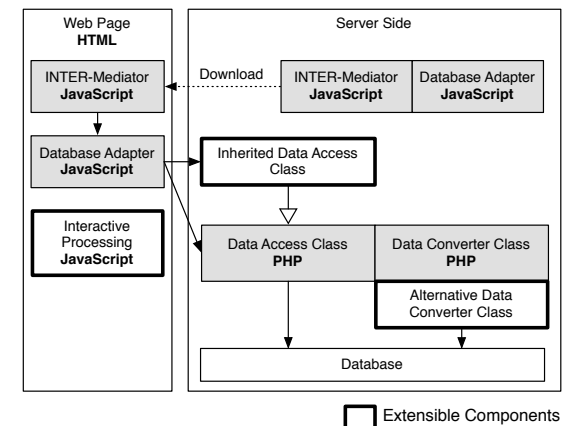 Web Page
HTML
Server Side
INTER-Mediator
JavaScript
Download
INTER-Mediator
JavaScript
Database Adapter
JavaScript
Database Adapter
JavaScript
Inherited Data Access
Class
Interactive
Processing
JavaScript
Data Access Class
PHP
Data Converter Class
PHP
Alternative Data
Converter Class
Database
Extensible Components